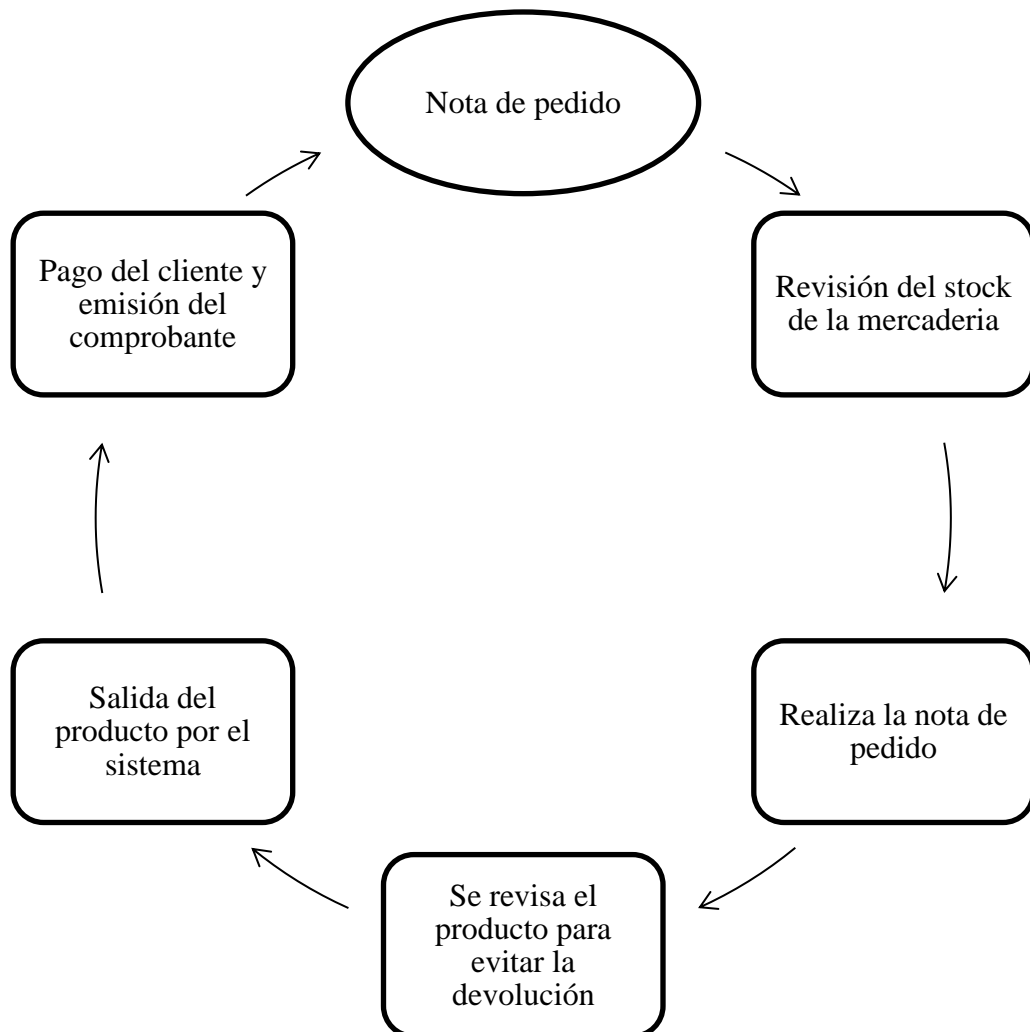 Nota de pedido
Revisión del stock
de la mercaderia
Realiza la nota de
pedido
Se revisa el
producto para
evitar la
devolución
Salida del
producto por el
sistema
Pago del cliente y
emisión del
comprobante